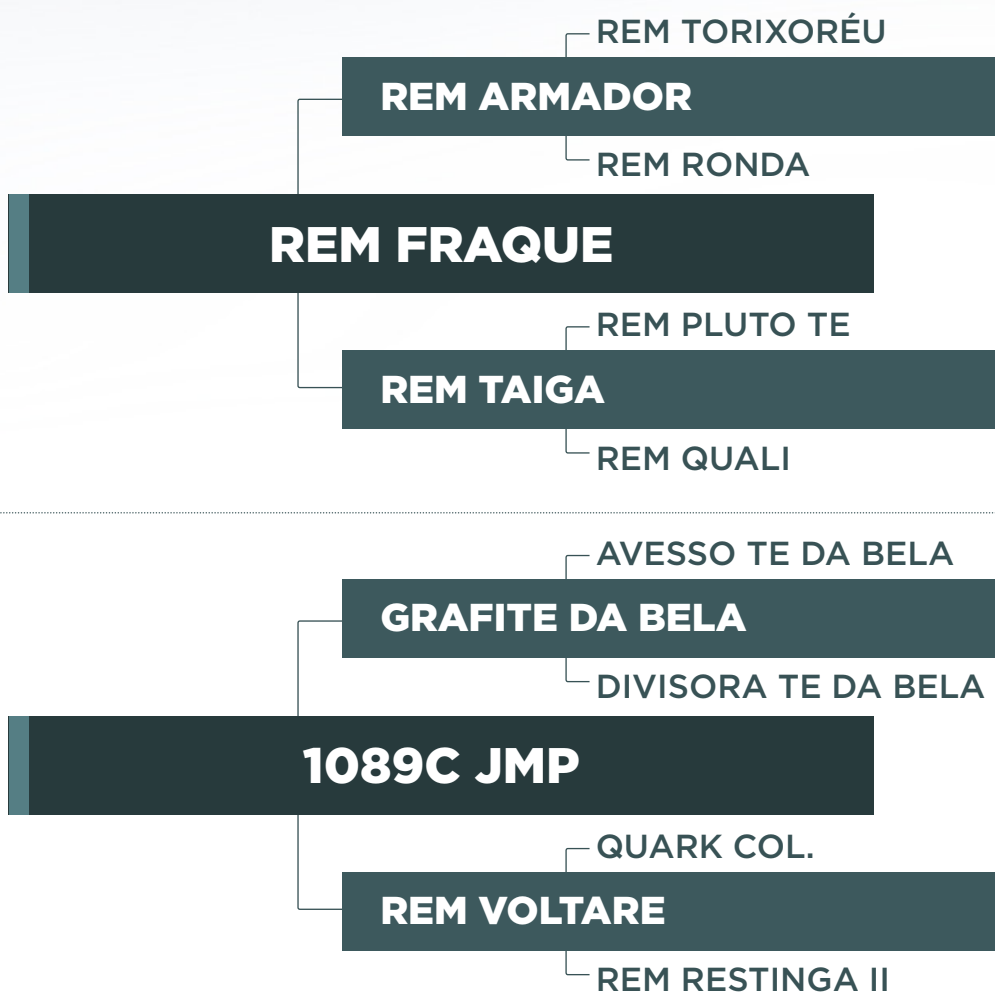 REM TORIXORÉU
REM ARMADOR
REM RONDA
REM FRAQUE
REM PLUTO TE
REM TAIGA
REM QUALI
AVESSO TE DA BELA
GRAFITE DA BELA
DIVISORA TE DA BELA
1089C JMP
QUARK COL.
REM VOLTARE
REM RESTINGA II